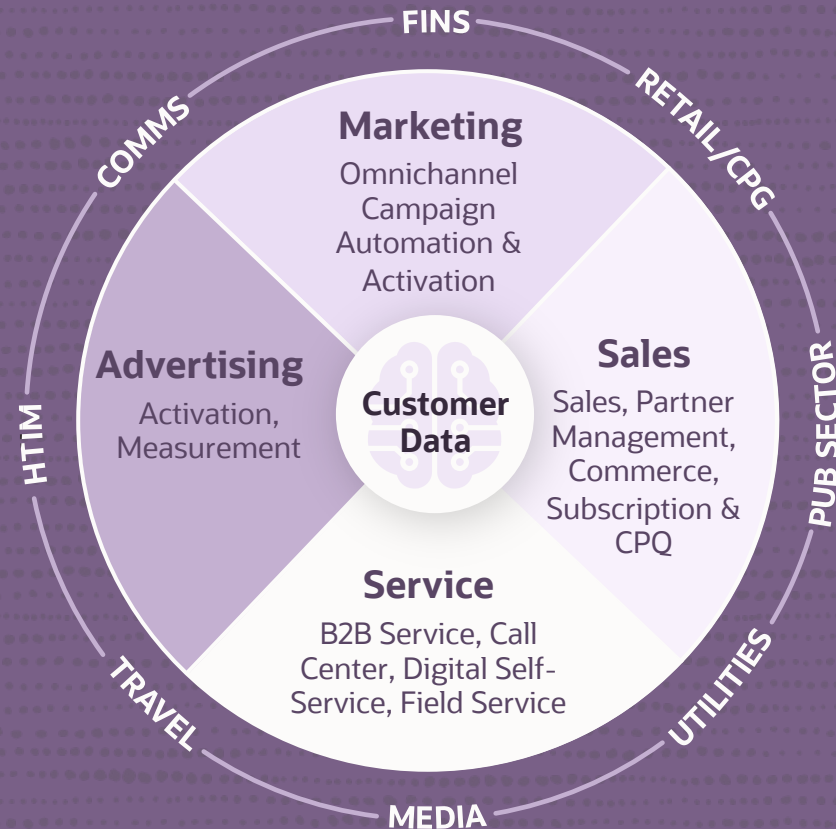 FINS
COMMS
RETAIL/CPG
Marketing
Omnichannel
Campaign
Automation &
Activation
Advertising
Activation,
Measurement
Customer
Data
Sales
Sales, Partner
Management,
Commerce,
Subscription &
CPQ
HTIM
PUB SECTOR
Service
B2B Service, Call
Center, Digital Self-
Service, Field Service
TRAVEL
UTILITIES
MEDIA